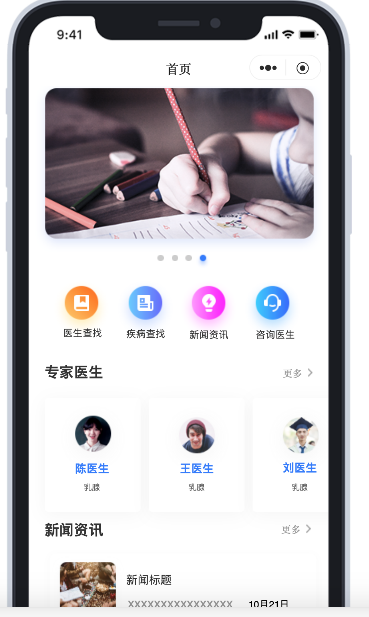 9:41
首页
医生查找 疾病查找 新闻资讯 咨询医生
专家医生 更多
陈医生 王医生 刘医生
乳腺 乳腺 乳腺
新闻资讯 更多
新闻标题
XXXXXXXXXXXXXXXX 10月21日